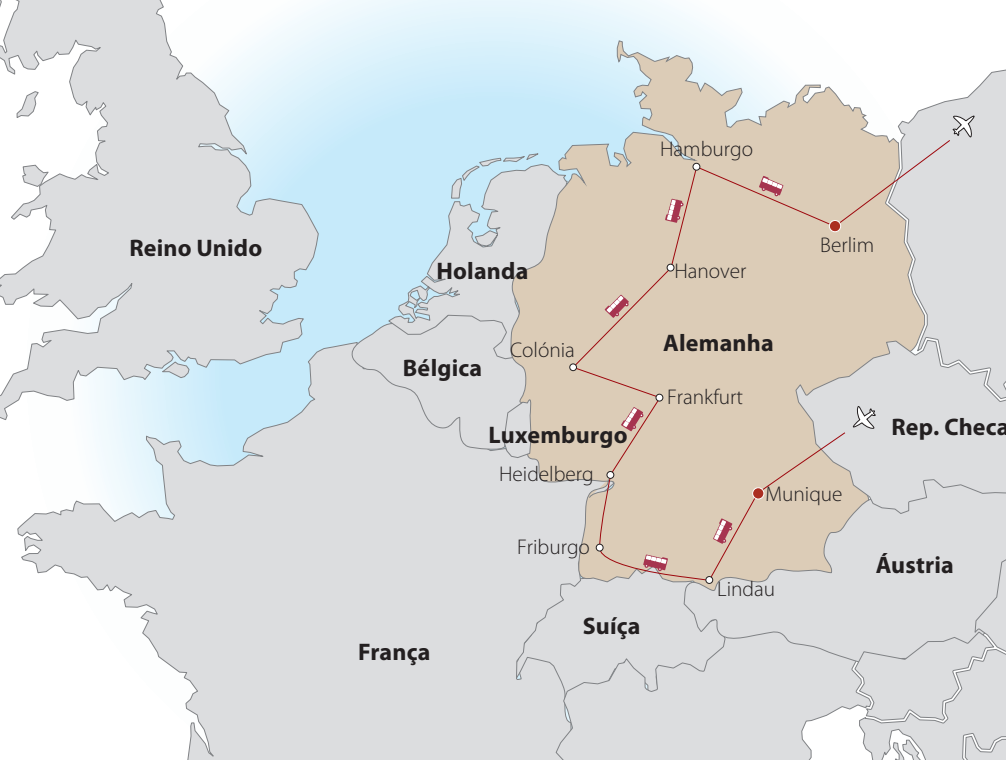 Hamburgo
Berlim
Reino Unido
Holanda
Hanover
Colónia
Alemanha
Bélgica
Frankfurt
Luxemburgo
Rep. Checa
Heidelberg
Munique
Friburgo
Áustria
Lindau
Suíça
França